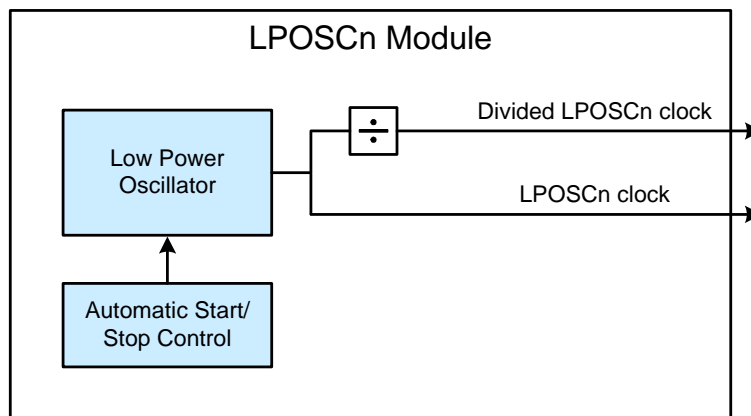 LPOSCn Module
Low Power
Oscillator
÷
Divided LPOSCn clock
LPOSCn clock
Automatic Start/
Stop Control